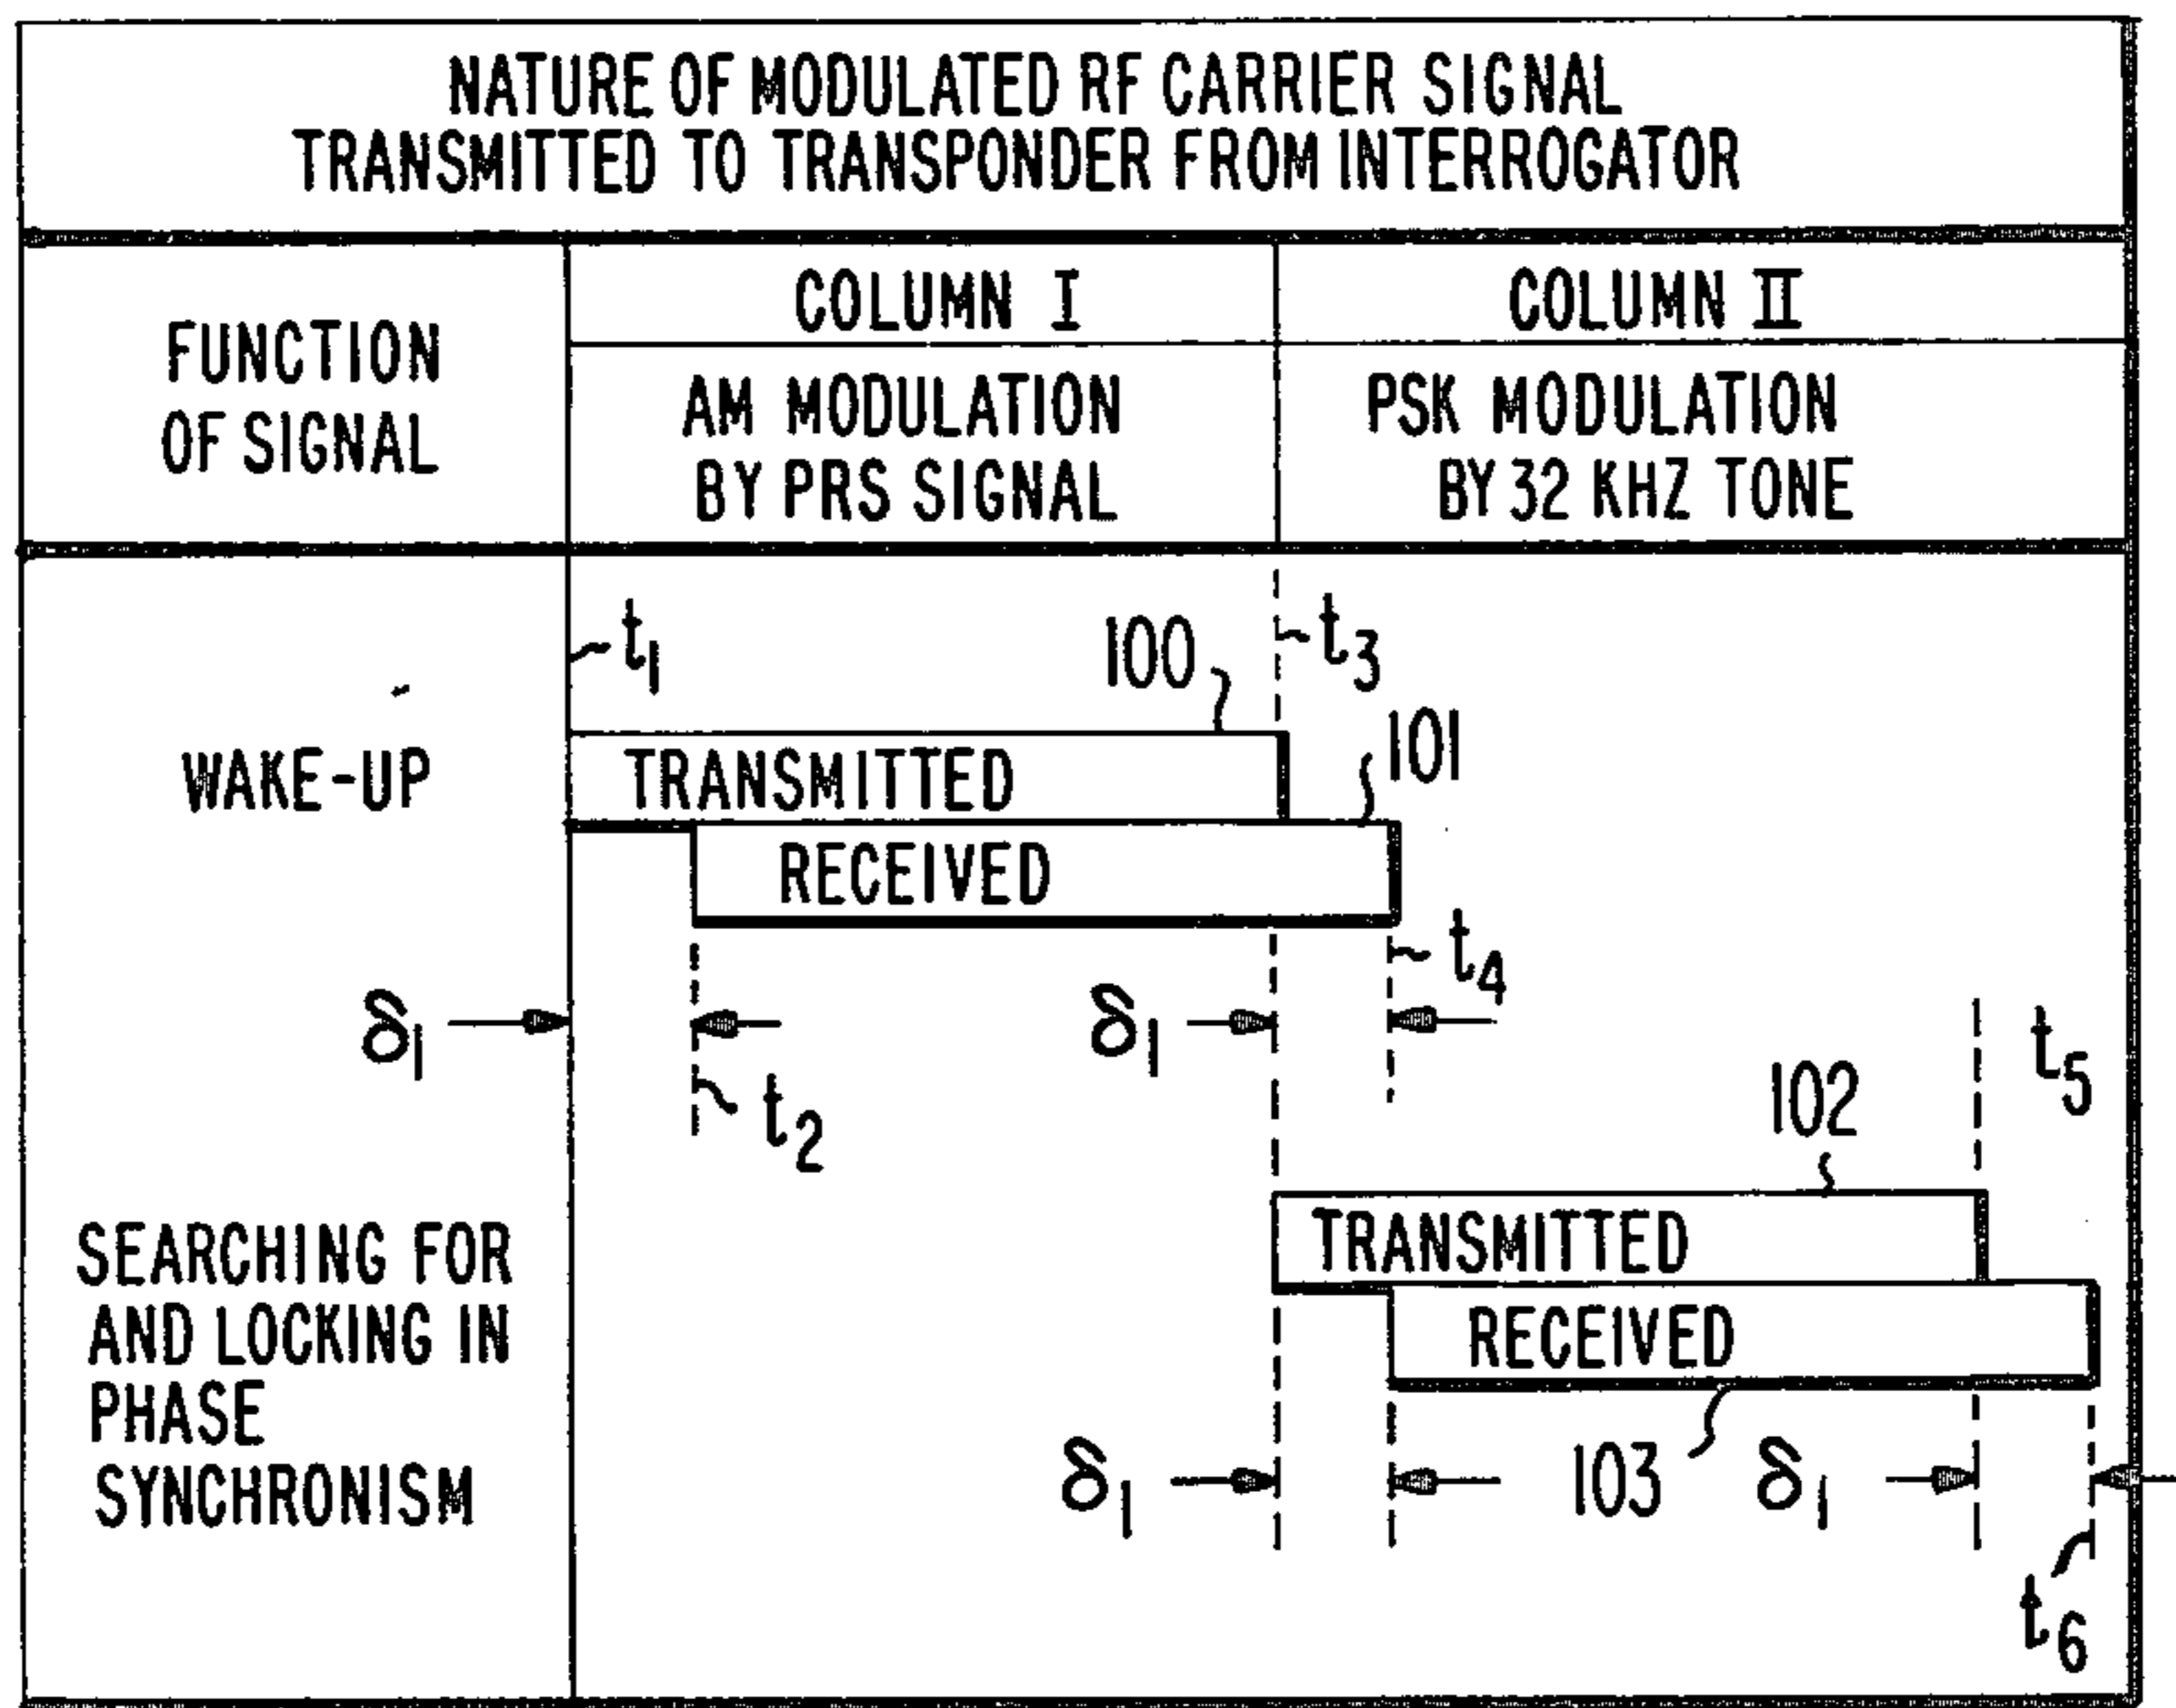 NATURE OF MODULATED RF CARRIER SIGNAL
TRANSMITTED TO TRANSPONDER FROM INTERROGATOR
FUNCTION
OF SIGNAL
COLUMN I
AM MODULATION
BY PRS SIGNAL
COLUMN II
PSK MODULATION
BY 32 KHZ TONE
t1
100
t3
101
WAKE-UP
TRANSMITTED
RECEIVED
t4
δ1
δ1
t2
t5
102
SEARCHING FOR
AND LOCKING IN
PHASE
SYNCHRONISM
TRANSMITTED
RECEIVED
δ1
103
δ1
t6